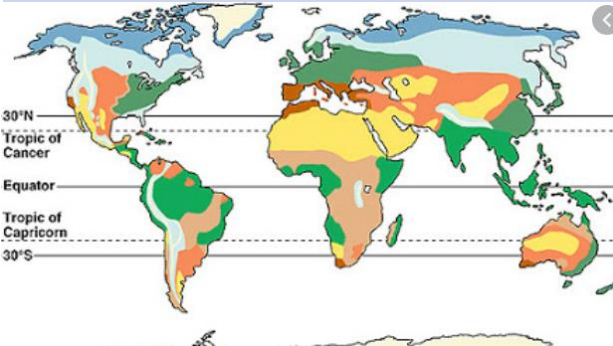 30°N
Tropic of
Cancer
Equator
Tropic of
Capricorn
30°S